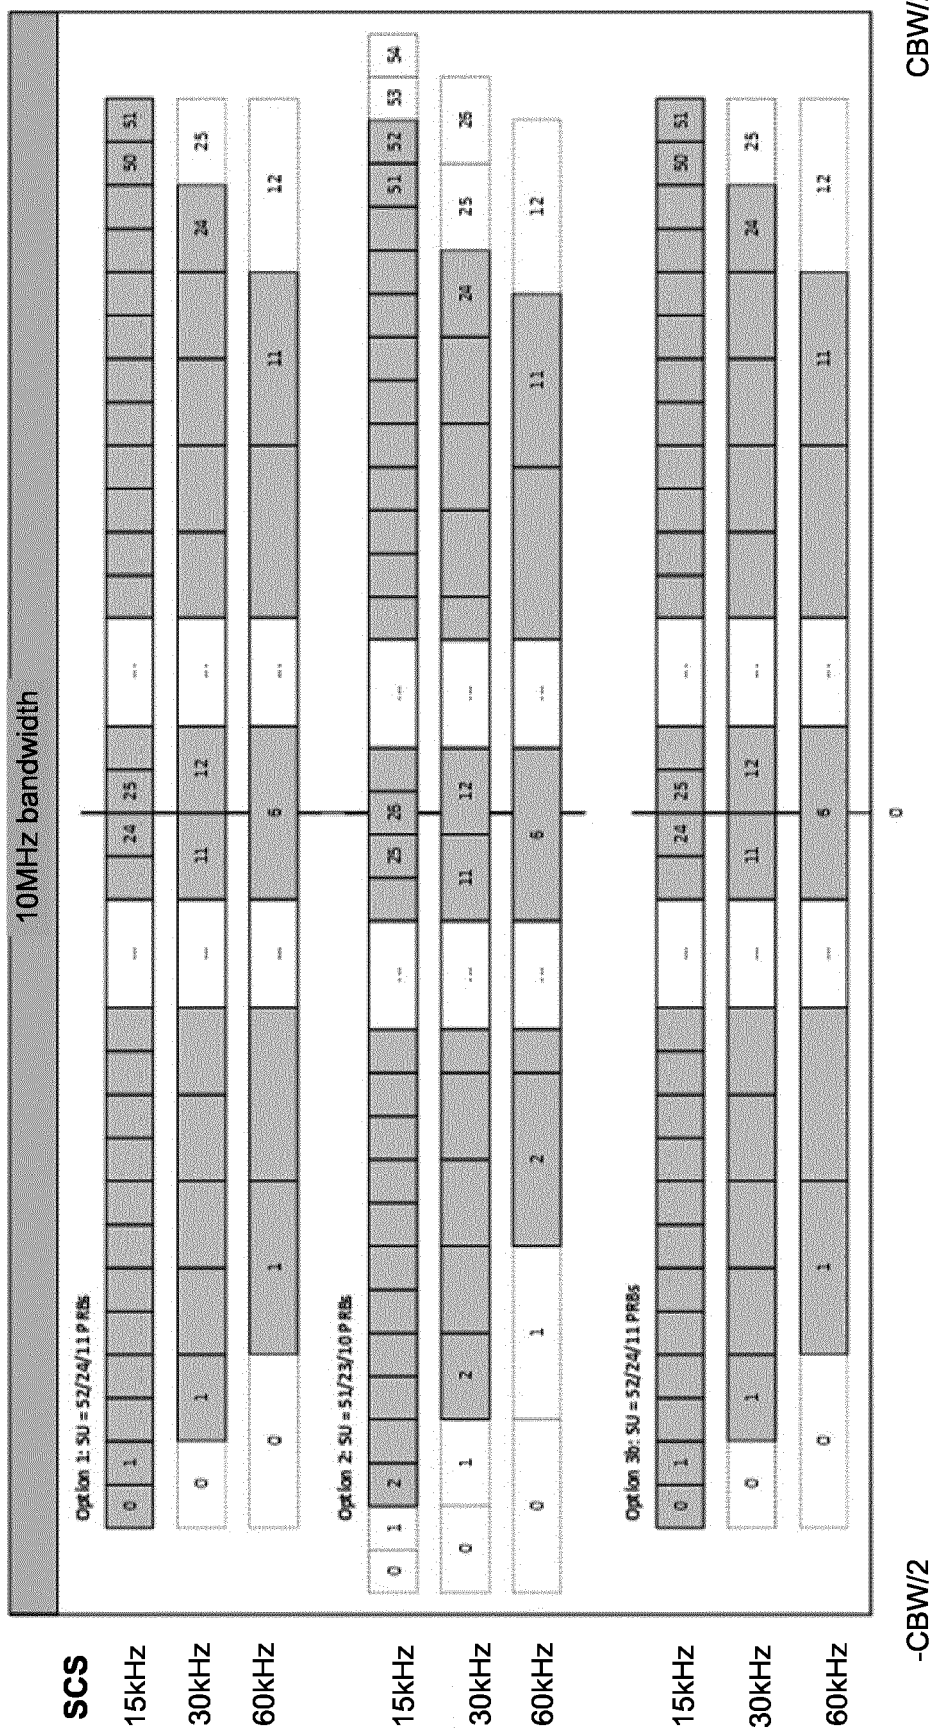 10MHz bandwidth
SCS
Option 1: SU = 52/24/11 PRBs
15kHz 0 1 ... 24 25 ... 50 51
30kHz 0 1 ... 11 12 ... 24 25
60kHz 0 1 ... 6 ... 11 12
Option 2: SU = 51/23/10 PRBs
15kHz 0 1 2 ... 25 26 ... 51 52 53 54
30kHz 0 1 2 ... 11 12 ... 24 25 26
60kHz 0 1 2 ... 6 ... 11 12
Option 3b: SU = 52/24/11 PRBs
15kHz 0 1 ... 24 25 ... 50 51
30kHz 0 1 ... 11 12 ... 24 25
60kHz 0 1 ... 6 ... 11 12
-CBW/2 0 CBW/